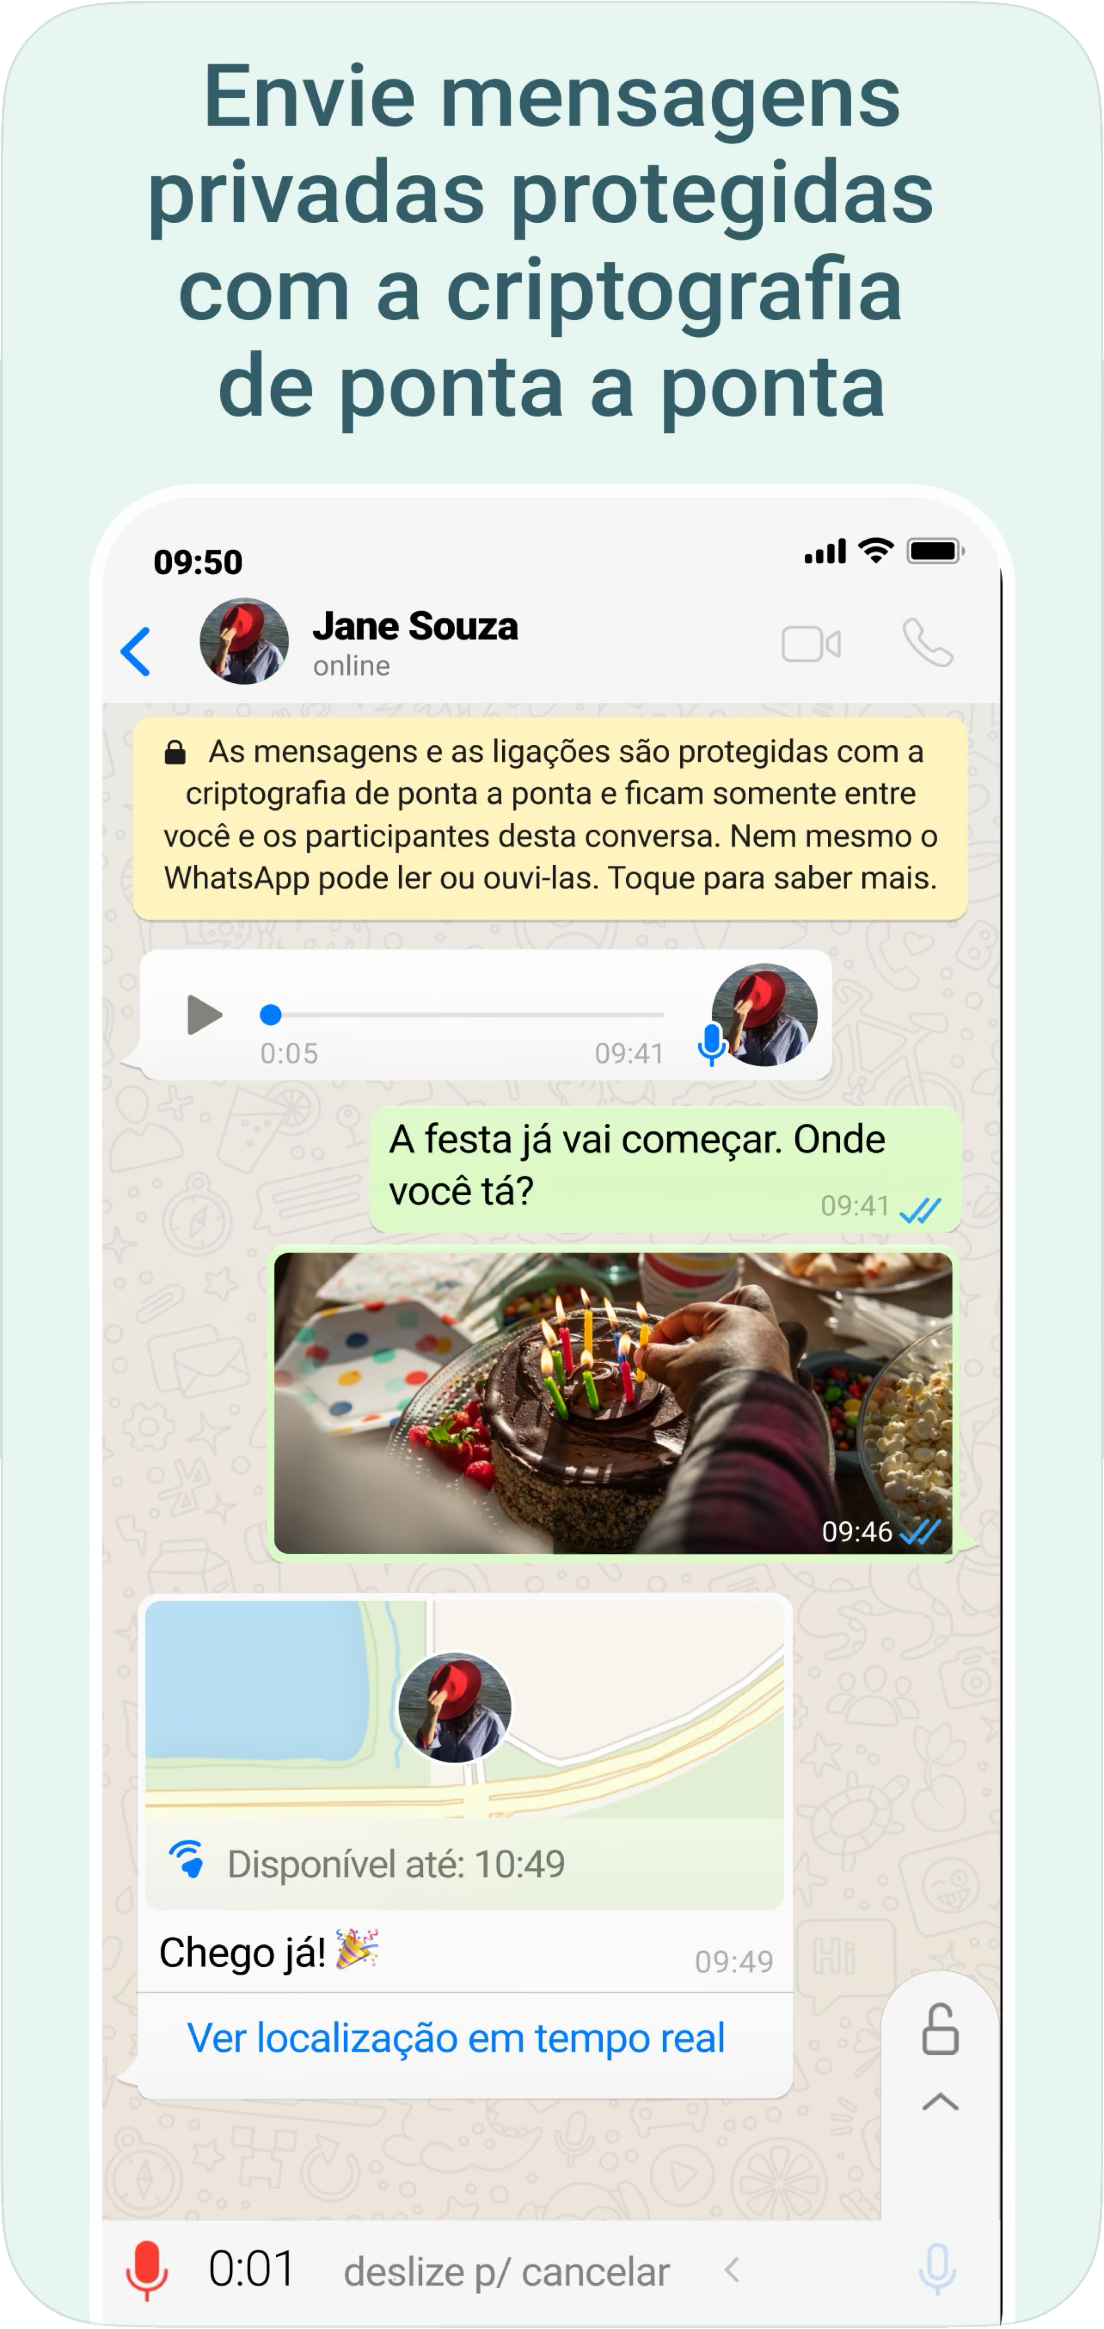 Envie mensagens
privadas protegidas
com a criptografia
de ponta a ponta
09:50
Jane Souza
online
As mensagens e as ligações são protegidas com a
criptografia de ponta a ponta e ficam somente entre
você e os participantes desta conversa. Nem mesmo o
WhatsApp pode ler ou ouvi-las. Toque para saber mais.
0:05 09:41
A festa já vai começar. Onde
você tá?
09:41
09:46
Disponível até: 10:49
Chego já! 🎉
09:49
Hi
Ver localização em tempo real
0:01 deslize p/ cancelar <